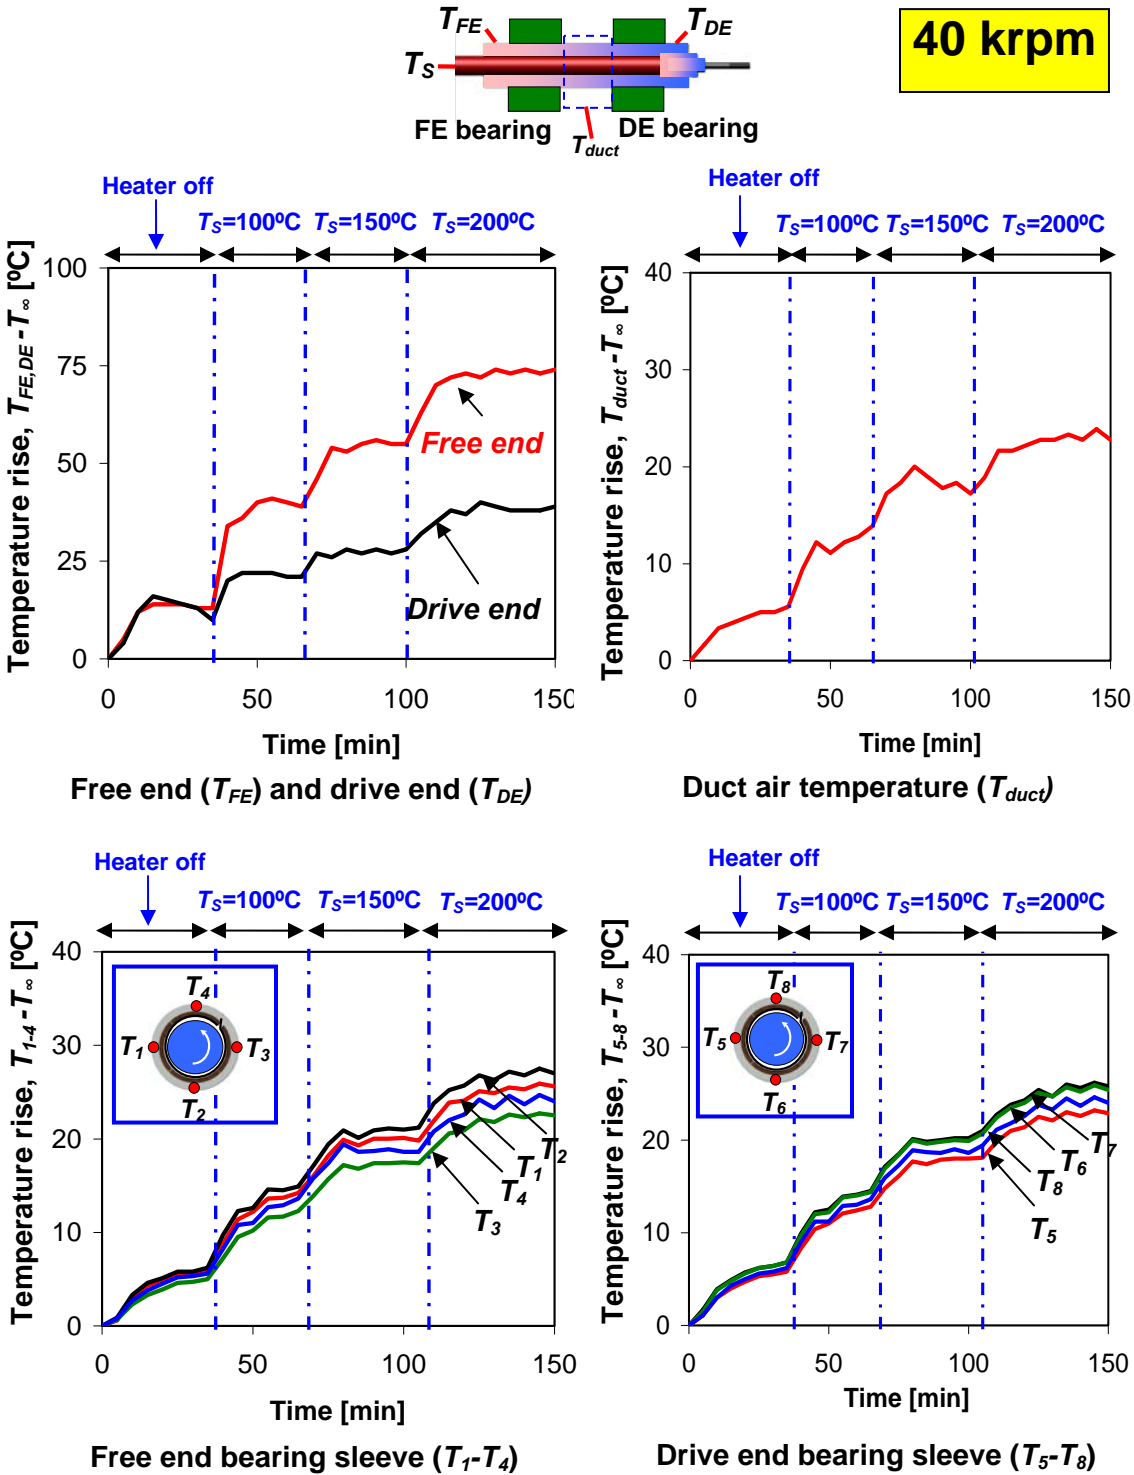 T_FE T_DE
40 krpm
T_S
FE bearing DE bearing
T_duct
Heater off
T_S=100ºC T_S=150ºC T_S=200ºC
Temperature rise, T_FE,DE - T_∞ [ºC]
100
75
50
25
0
Free end
Drive end
0 50 100 150
Time [min]
Free end (T_FE) and drive end (T_DE)
Heater off
T_S=100ºC T_S=150ºC T_S=200ºC
Temperature rise, T_duct - T_∞ [ºC]
40
30
20
10
0
0 50 100 150
Time [min]
Duct air temperature (T_duct)
Heater off
T_S=100ºC T_S=150ºC T_S=200ºC
Temperature rise, T_1-4 - T_∞ [ºC]
40
30
20
10
0
T_4
T_1 T_3
T_2
T_2
T_1
T_4
T_3
0 50 100 150
Time [min]
Free end bearing sleeve (T_1-T_4)
Heater off
T_S=100ºC T_S=150ºC T_S=200ºC
Temperature rise, T_5-8 - T_∞ [ºC]
40
30
20
10
0
T_8
T_5 T_7
T_6
T_7
T_6
T_8
T_5
0 50 100 150
Time [min]
Drive end bearing sleeve (T_5-T_8)